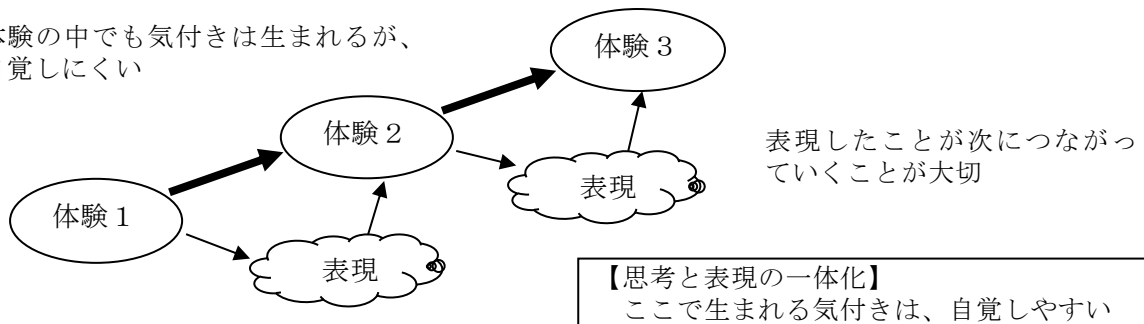 験の中でも気付きは生まれるが、
覚しにくい
体験３
体験２
表現したことが次につながっ
ていくことが大切
表現
体験１
表現
【思考と表現の一体化】
ここで生まれる気付きは、自覚しやすい